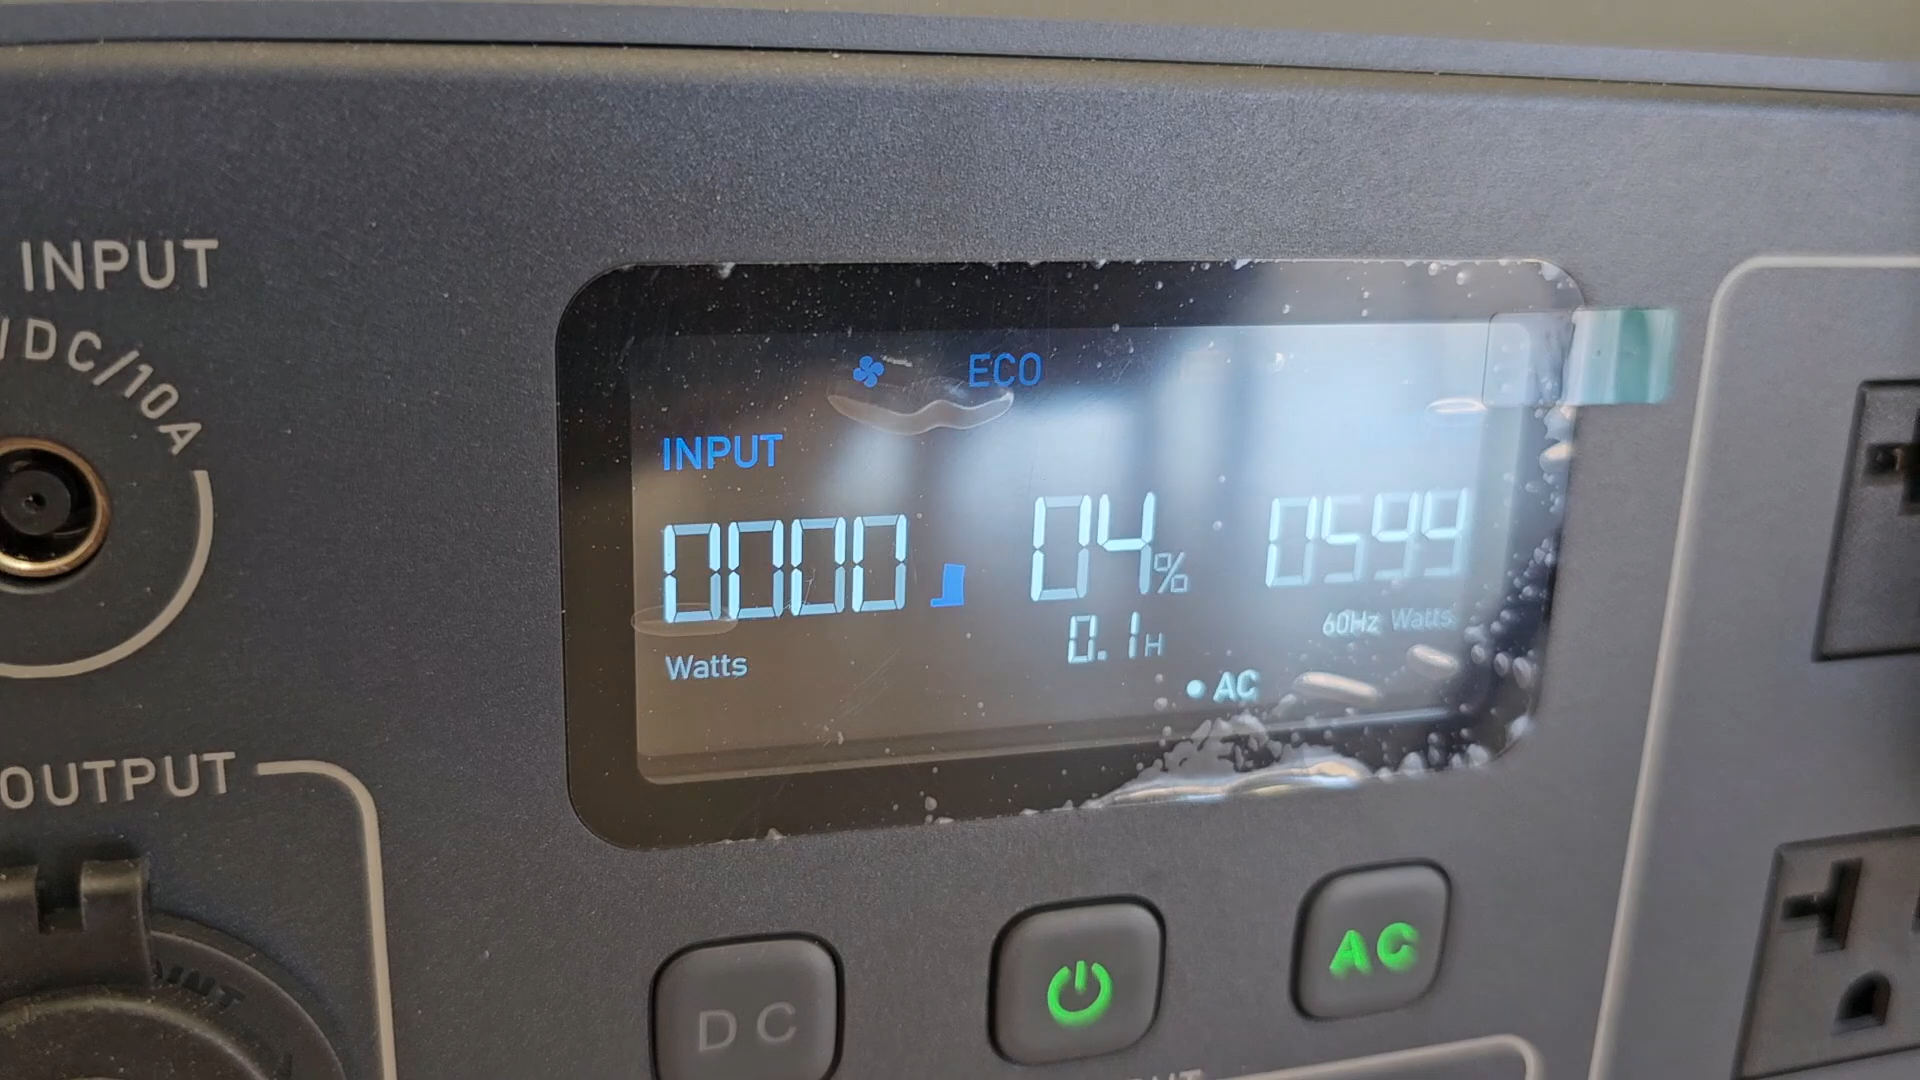 INPUT
DC/10A
ECO
INPUT
0000
04%
0599
0.1H
60Hz Watts
Watts
AC
OUTPUT
DC
AC